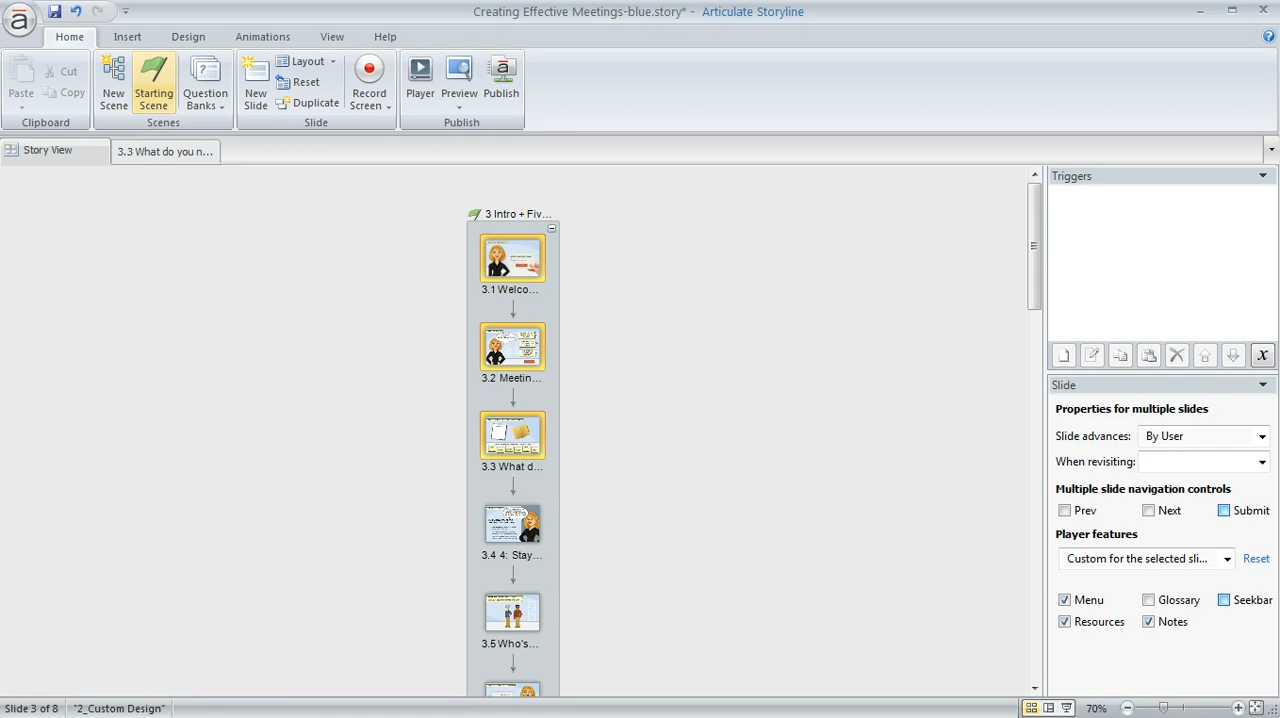 Creating Effective Meetings-blue.story* - Articulate Storyline
Home Insert Design Animations View Help
Paste Cut Copy
New Scene Starting Scene Question Banks
New Slide Layout Reset Duplicate
Record Screen
Player Preview Publish
Clipboard Scenes Slide Publish
Story View 3.3 What do you n...
3 Intro + Fiv...
3.1 Welco...
3.2 Meetin...
3.3 What d...
3.4 4: Stay...
3.5 Who's...
Triggers
Slide
Properties for multiple slides
Slide advances: By User
When revisiting:
Multiple slide navigation controls
Prev Next Submit
Player features
Custom for the selected sli... Reset
Menu Glossary Seekbar
Resources Notes
Slide 3 of 8 "2_Custom Design" 70%